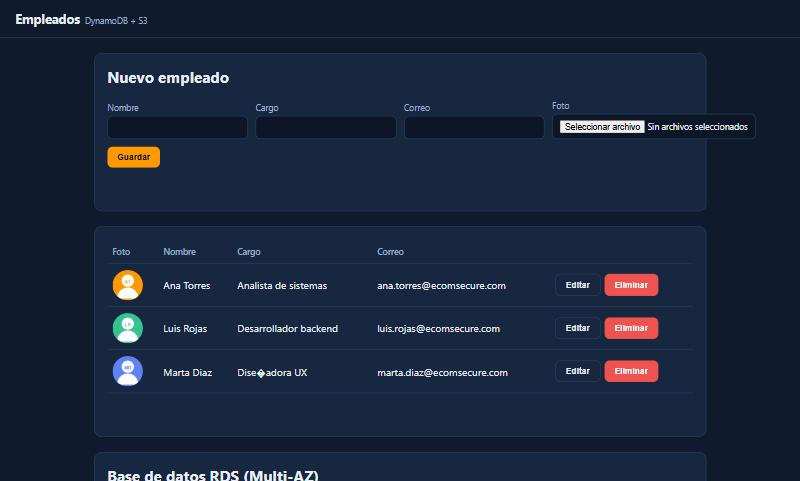 Empleados DynamoDB + S3
Nuevo empleado
Nombre Cargo Correo Foto
Seleccionar archivo Sin archivos seleccionados
Guardar
Foto Nombre Cargo Correo
Ana Torres Analista de sistemas ana.torres@ecomsecure.com Editar Eliminar
Luis Rojas Desarrollador backend luis.rojas@ecomsecure.com Editar Eliminar
Marta Diaz Dise�adora UX marta.diaz@ecomsecure.com Editar Eliminar
Base de datos RDS (Multi-AZ)